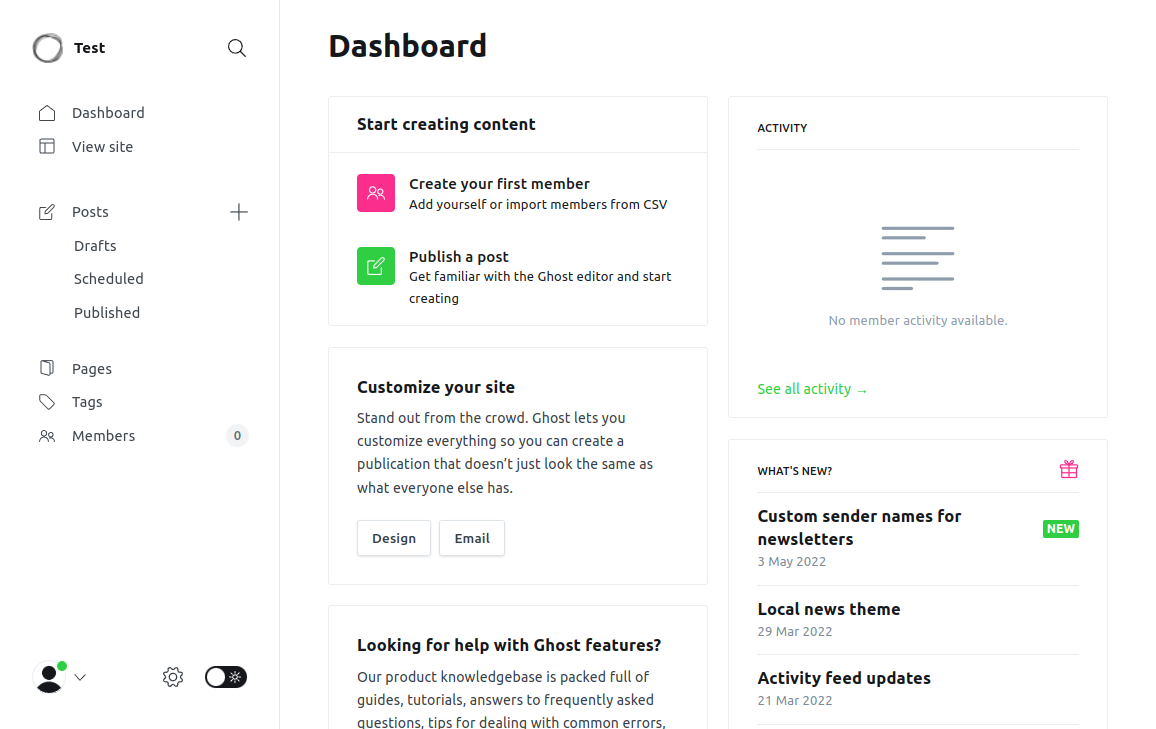 Test
Dashboard
View site
Posts
Drafts
Scheduled
Published
Pages
Tags
Members
0
Dashboard
Start creating content
Create your first member
Add yourself or import members from CSV
Publish a post
Get familiar with the Ghost editor and start
creating
Customize your site
Stand out from the crowd. Ghost lets you
customize everything so you can create a
publication that doesn’t just look the same as
what everyone else has.
Design
Email
Looking for help with Ghost features?
Our product knowledgebase is packed full of
guides, tutorials, answers to frequently asked
questions, tips for dealing with common errors,
ACTIVITY
No member activity available.
See all activity →
WHAT'S NEW?
Custom sender names for
newsletters
NEW
3 May 2022
Local news theme
29 Mar 2022
Activity feed updates
21 Mar 2022